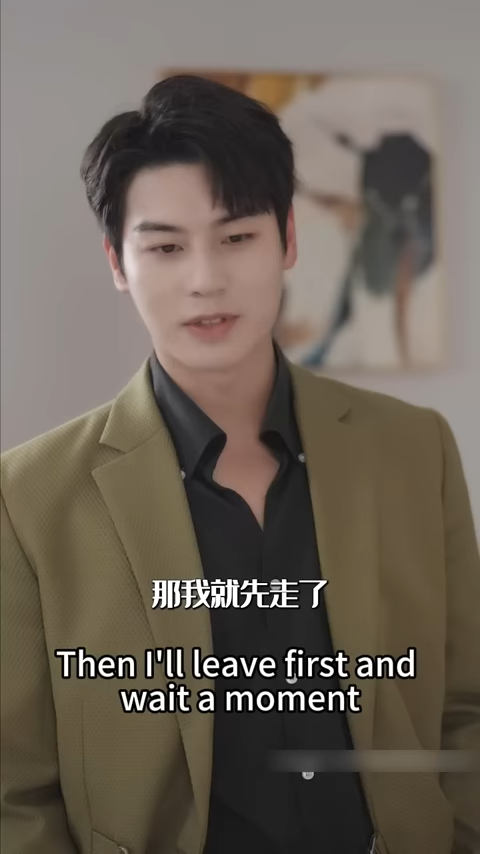 那我就先走了
Then I'll leave first and
wait a moment